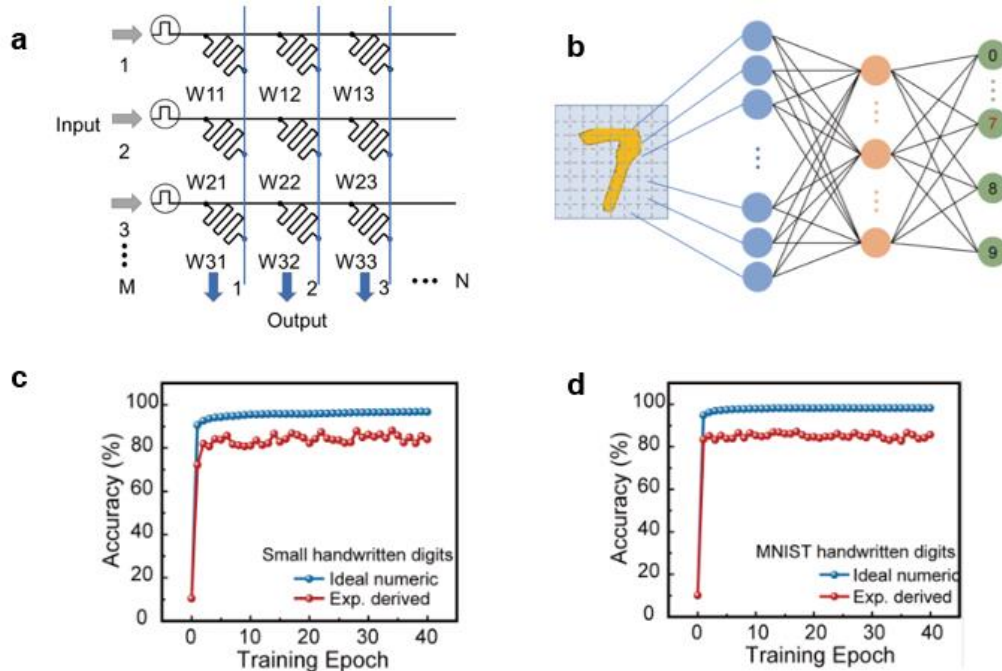 a
1
W11 W12 W13
Input
2
W21 W22 W23
3
W31 W32 W33
M 1 2 3 N
Output
b
0
7
8
9
c
100
80
60
40
20
0
Accuracy (%)
Small handwritten digits
Ideal numeric
Exp. derived
0 10 20 30 40
Training Epoch
d
100
80
60
40
20
0
Accuracy (%)
MNIST handwritten digits
Ideal numeric
Exp. derived
0 10 20 30 40
Training Epoch